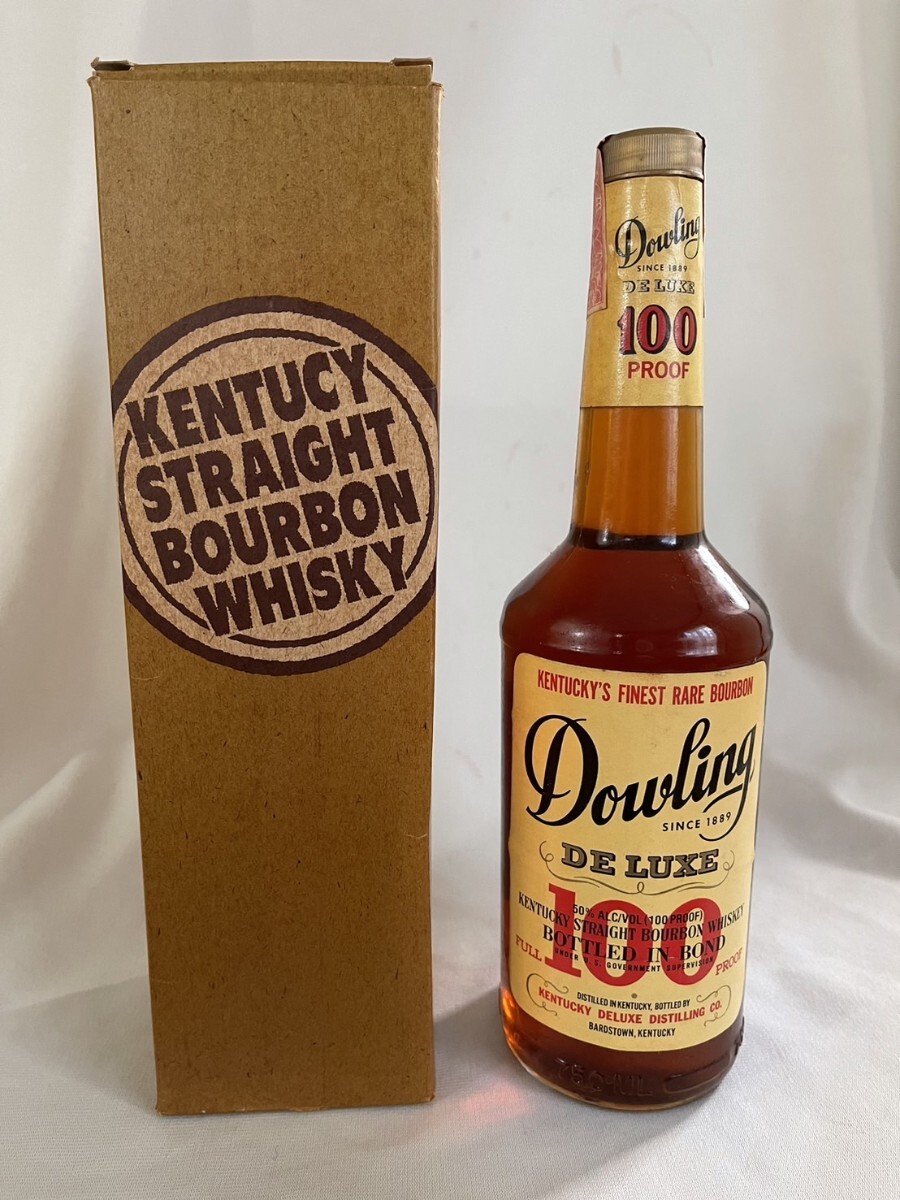 KENTUCY
STRAIGHT
BOURBON
WHISKY
Dowling
SINCE 1889
DE LUXE
100
PROOF
KENTUCKY'S FINEST RARE BOURBON
Dowling
SINCE 1889
DE LUXE
100
50% ALC/VOL (100 PROOF)
KENTUCKY STRAIGHT BOURBON WHISKEY
BOTTLED IN BOND
UNDER U.S. GOVERNMENT SUPERVISION
FULL PROOF
DISTILLED IN KENTUCKY, BOTTLED BY
KENTUCKY DELUXE DISTILLING CO.
BARDSTOWN, KENTUCKY
750 ML